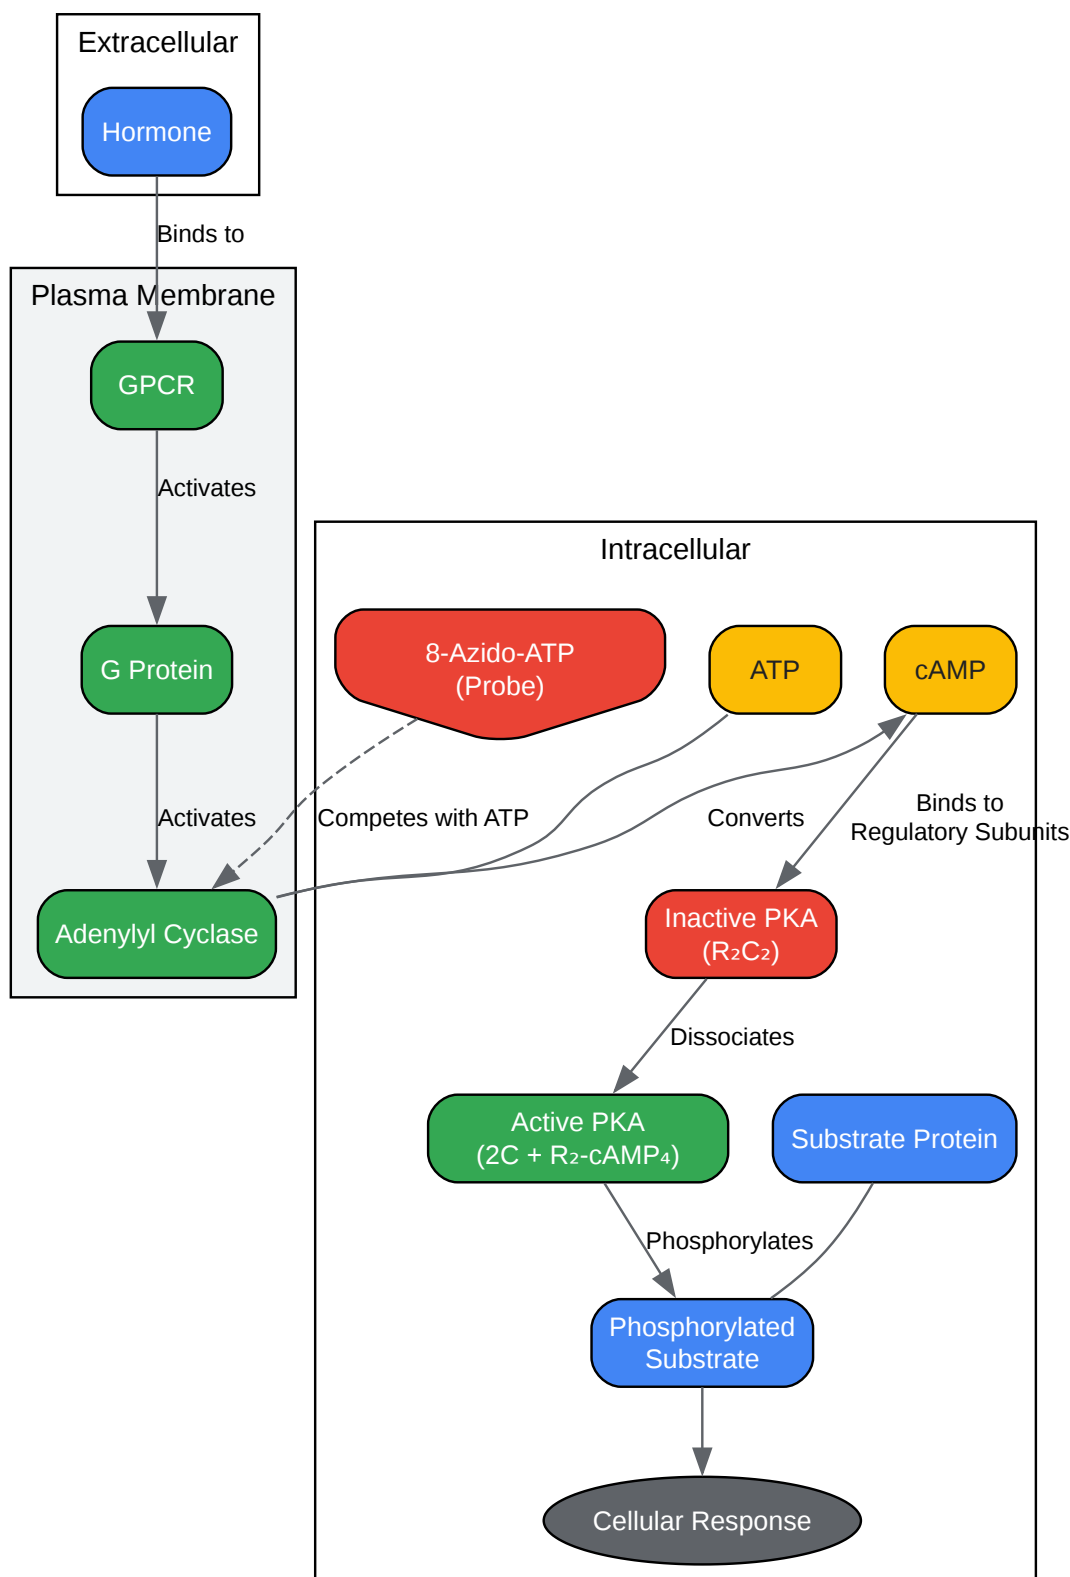 Extracellular
Hormone
Binds to
Plasma Membrane
GPCR
Activates
Intracellular
G Protein
8-Azido-ATP
(Probe)
ATP
cAMP
Activates
Competes with ATP
Converts
Binds to
Regulatory Subunits
Adenylyl Cyclase
Inactive PKA
(R₂C₂)
Dissociates
Active PKA
(2C + R₂-cAMP₄)
Substrate Protein
Phosphorylates
Phosphorylated
Substrate
Cellular Response